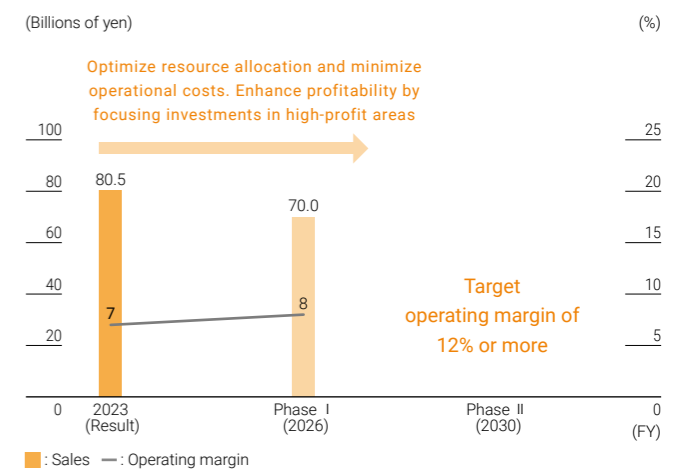 (Billions of yen)
(%)
Optimize resource allocation and minimize
operational costs. Enhance profitability by
focusing investments in high-profit areas
100
25
80.5
80
20
70.0
60
15
40
10
7
8
Target
operating margin of
12% or more
20
5
0
2023
(Result)
Phase I
(2026)
Phase II
(2030)
0
(FY)
: Sales
: Operating margin